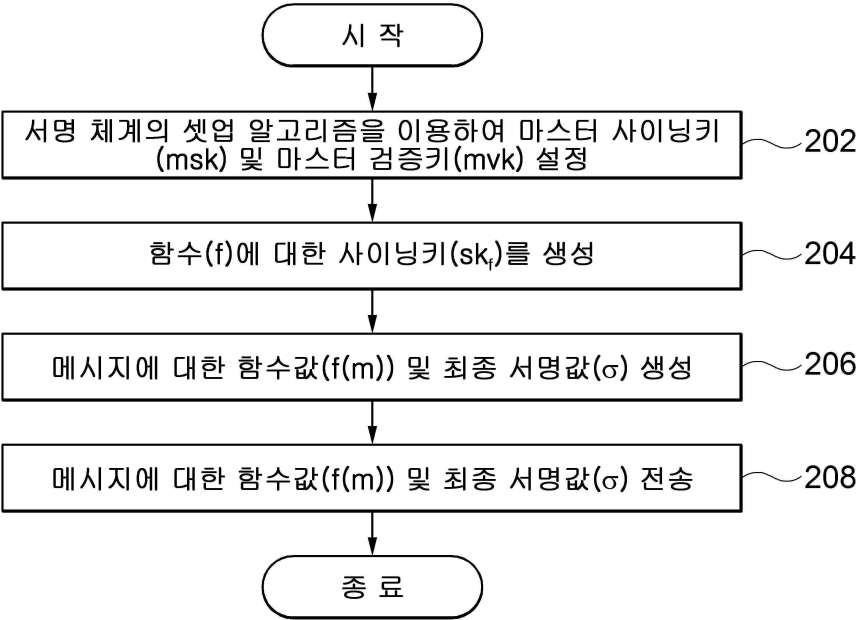 시 작
서명 체계의 셋업 알고리즘을 이용하여 마스터 사이닝키
(msk) 및 마스터 검증키(mvk) 설정
202
함수(f)에 대한 사이닝키(skf)를 생성
204
메시지에 대한 함수값(f(m)) 및 최종 서명값(σ) 생성
206
메시지에 대한 함수값(f(m)) 및 최종 서명값(σ) 전송
208
종 료